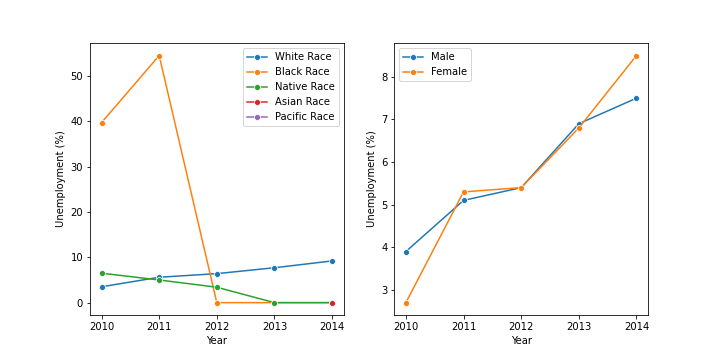 White Race
Black Race
Native Race
Asian Race
Pacific Race
50
40
30
20
10
0
Unemployment (%)
2010 2011 2012 2013 2014
Year
Male
Female
8
7
6
5
4
3
Unemployment (%)
2010 2011 2012 2013 2014
Year